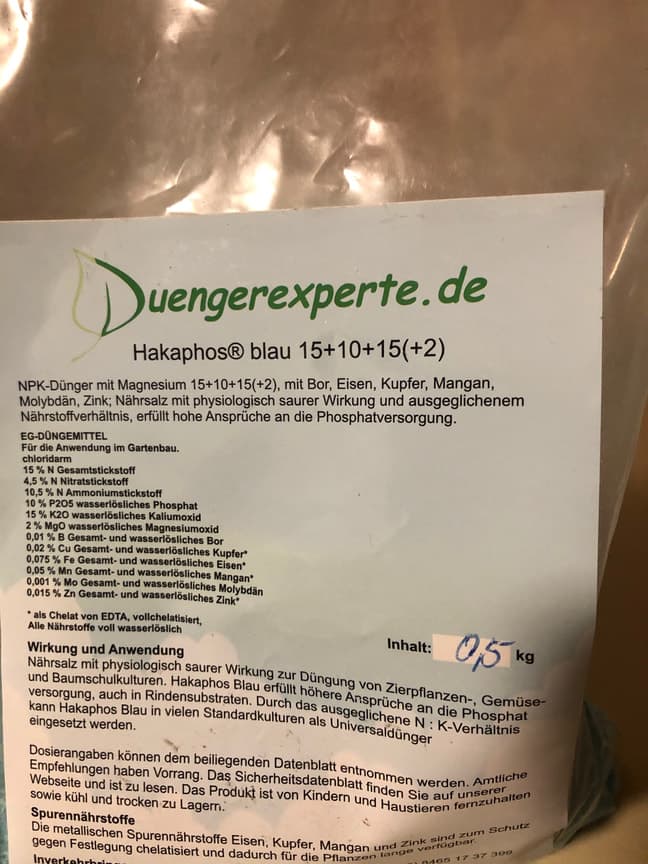 Duengerexperte.de
Hakaphos® blau 15+10+15(+2)
NPK-Dünger mit Magnesium 15+10+15(+2), mit Bor, Eisen, Kupfer, Mangan,
Molybdän, Zink; Nährsalz mit physiologisch saurer Wirkung und ausgeglichenem
Nährstoffverhältnis, erfüllt hohe Ansprüche an die Phosphatversorgung.
EG-DÜNGEMITTEL
Für die Anwendung im Gartenbau.
chloridarm
15 % N Gesamtstickstoff
4,5 % N Nitratstickstoff
10,5 % N Ammoniumstickstoff
10 % P2O5 wasserlösliches Phosphat
15 % K2O wasserlösliches Kaliumoxid
2 % MgO wasserlösliches Magnesiumoxid
0,01 % B Gesamt- und wasserlösliches Bor
0,02 % Cu Gesamt- und wasserlösliches Kupfer*
0,075 % Fe Gesamt- und wasserlösliches Eisen*
0,05 % Mn Gesamt- und wasserlösliches Mangan*
0,001 % Mo Gesamt- und wasserlösliches Molybdän
0,015 % Zn Gesamt- und wasserlösliches Zink*
* als Chelat von EDTA, vollchelatisiert,
Alle Nährstoffe voll wasserlöslich
Inhalt: 0,5 kg
Wirkung und Anwendung
Nährsalz mit physiologisch saurer Wirkung zur Düngung von Zierpflanzen-, Gemüse-
und Baumschulkulturen. Hakaphos Blau erfüllt höhere Ansprüche an die Phosphat
versorgung, auch in Rindensubstraten. Durch das ausgeglichene N : K-Verhältnis
kann Hakaphos Blau in vielen Standardkulturen als Universaldünger
eingesetzt werden.
Dosierangaben können dem beiliegenden Datenblatt entnommen werden. Amtliche
Empfehlungen haben Vorrang. Das Sicherheitsdatenblatt finden Sie auf unserer
Webseite und ist zu lesen. Das Produkt ist von Kindern und Haustieren fernzuhalten
sowie kühl und trocken zu Lagern.
Spurennährstoffe
Die metallischen Spurennährstoffe Eisen, Kupfer, Mangan und Zink sind zum Schutz
gegen Festlegung chelatisiert und dadurch für die Pflanzen lange verfügbar.